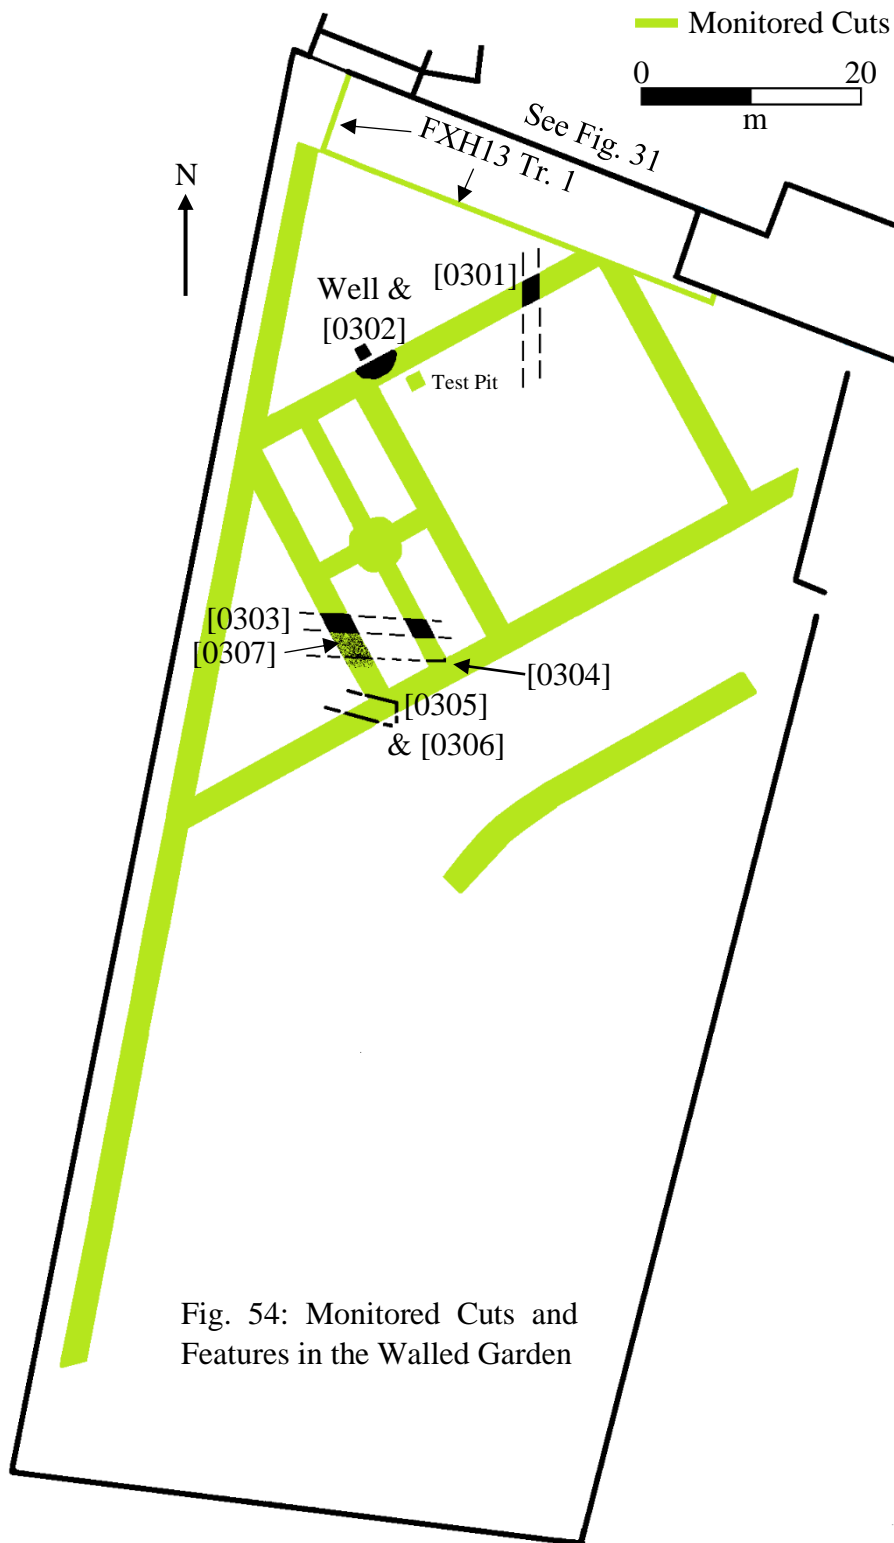 Monitored Cuts
0 20
m
See Fig. 31
FXH13 Tr. 1
N
[0301]
Well &
[0302]
Test Pit
[0303]
[0307]
[0304]
[0305]
& [0306]
Fig. 54: Monitored Cuts and
Features in the Walled Garden